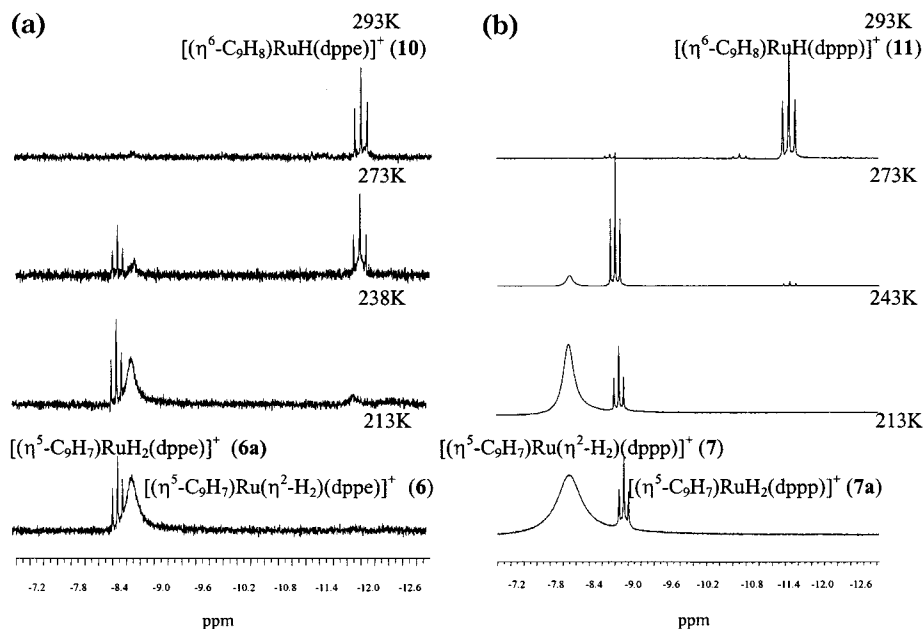 (a)
293K
[(η⁶-C₉H₈)RuH(dppe)]⁺ (10)
273K
238K
213K
[(η⁵-C₉H₇)RuH₂(dppe)]⁺ (6a)
[(η⁵-C₉H₇)Ru(η²-H₂)(dppe)]⁺ (6)
-7.2 -7.8 -8.4 -9.0 -9.6 -10.2 -10.8 -11.4 -12.0 -12.6
ppm
(b)
293K
[(η⁶-C₉H₈)RuH(dppp)]⁺ (11)
273K
243K
213K
[(η⁵-C₉H₇)Ru(η²-H₂)(dppp)]⁺ (7)
[(η⁵-C₉H₇)RuH₂(dppp)]⁺ (7a)
-7.2 -7.8 -8.4 -9.0 -9.6 -10.2 -10.8 -11.4 -12.0 -12.6
ppm